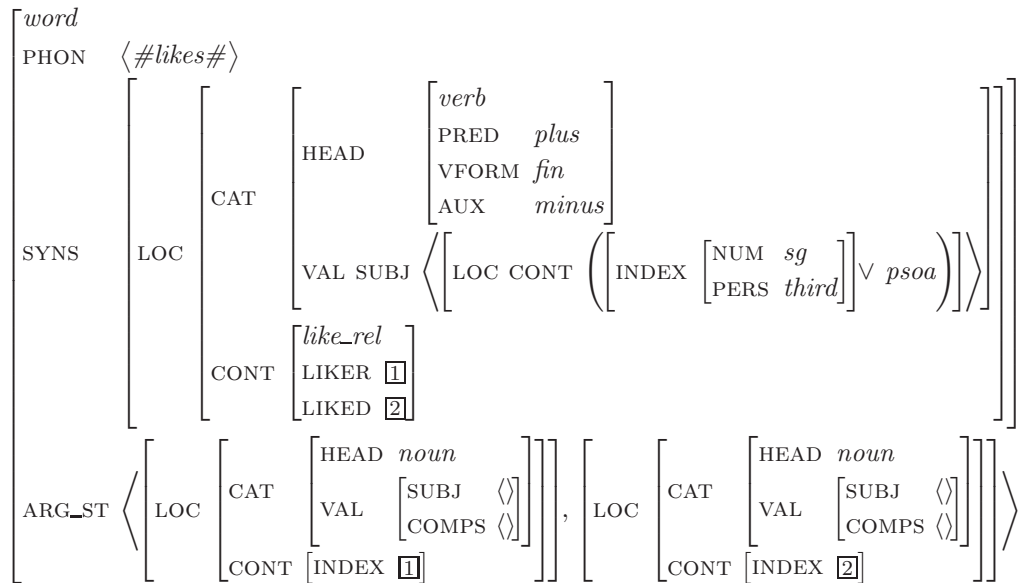 word
PHON ⟨#likes#⟩
verb
PRED plus
HEAD
VFORM fin
CAT
AUX minus
SYNS LOC VAL SUBJ ⟨[LOC CONT ([INDEX [NUM sg
PERS third]] ∨ psoa)]⟩
like_rel
CONT LIKER 1
LIKED 2
HEAD noun HEAD noun
CAT SUBJ ⟨⟩ CAT SUBJ ⟨⟩
ARG_ST ⟨[LOC VAL , [LOC VAL
COMPS ⟨⟩ COMPS ⟨⟩
CONT [INDEX 1] CONT [INDEX 2]